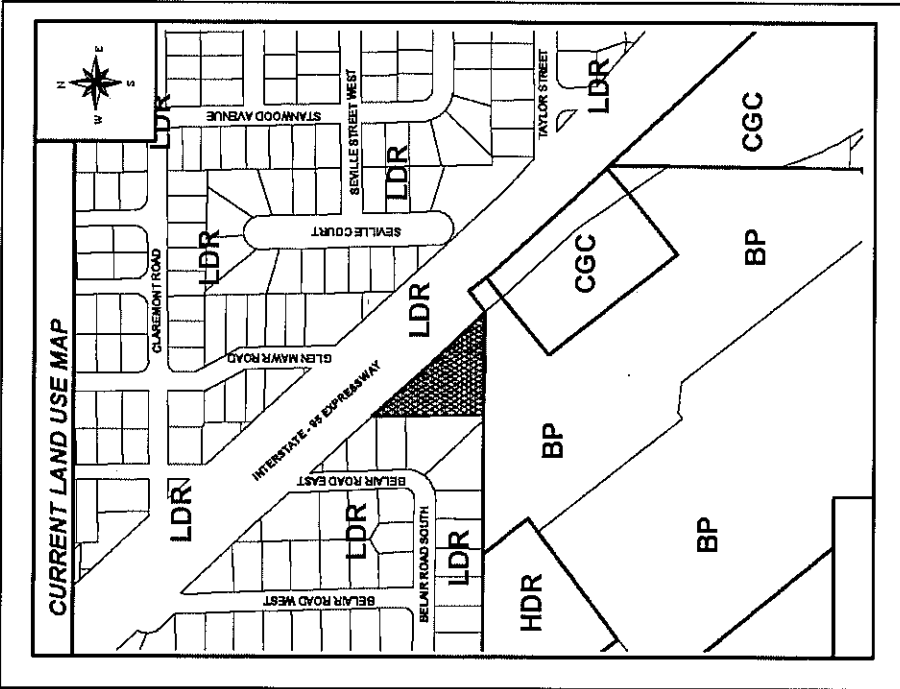 CURRENT LAND USE MAP
N
E
W
S
LDR
STANWOOD AVENUE
SEVILLE STREET WEST
TAYLOR STREET
LDR
LDR
CLAREMONT ROAD
LDR
SEVILLE COURT
GLEN MAWR ROAD
LDR
CGC
CGC
BP
INTERSTATE - 95 EXPRESSWAY
LDR
BELAIR ROAD EAST
LDR
BELAIR ROAD SOUTH
LDR
BELAIR ROAD WEST
BP
BP
HDR